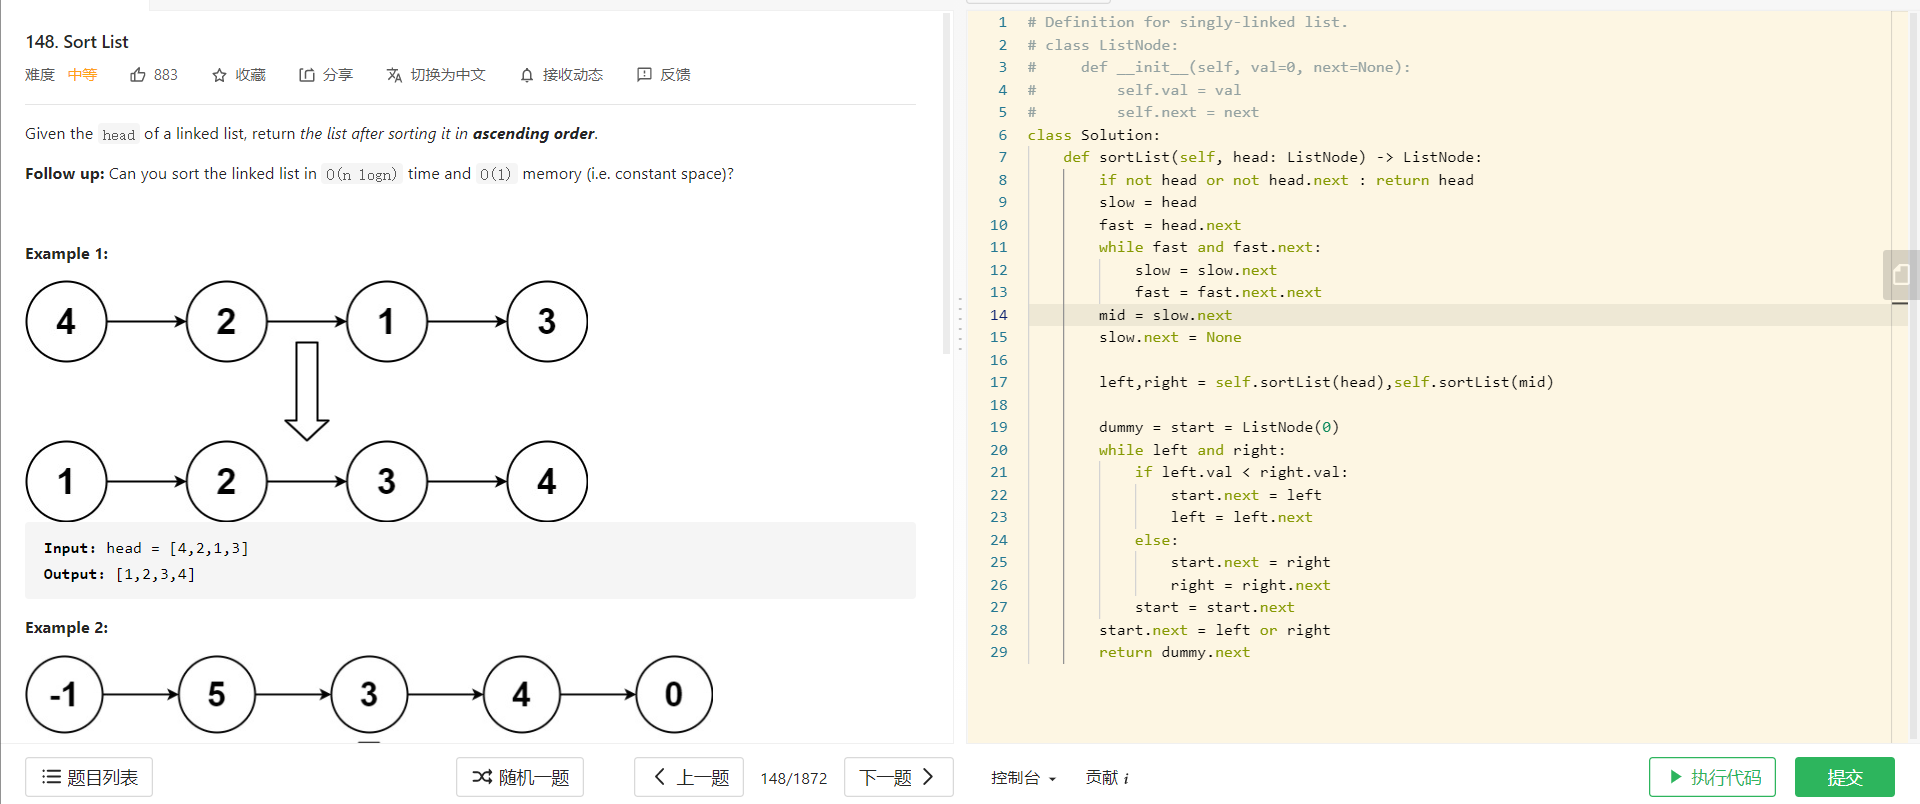 148. Sort List
难度 中等 883 收藏 分享 切换为中文 接收动态 反馈
Given the head of a linked list, return the list after sorting it in ascending order.
Follow up: Can you sort the linked list in O(n logn) time and O(1) memory (i.e. constant space)?
Example 1:
4 2 1 3
1 2 3 4
Input: head = [4,2,1,3]
Output: [1,2,3,4]
Example 2:
-1 5 3 4 0
题目列表 随机一题 上一题 148/1872 下一题
1 # Definition for singly-linked list.
2 # class ListNode:
3 #     def __init__(self, val=0, next=None):
4 #         self.val = val
5 #         self.next = next
6 class Solution:
7     def sortList(self, head: ListNode) -> ListNode:
8         if not head or not head.next : return head
9         slow = head
10         fast = head.next
11         while fast and fast.next:
12             slow = slow.next
13             fast = fast.next.next
14         mid = slow.next
15         slow.next = None
16
17         left,right = self.sortList(head),self.sortList(mid)
18
19         dummy = start = ListNode(0)
20         while left and right:
21             if left.val < right.val:
22                 start.next = left
23                 left = left.next
24             else:
25                 start.next = right
26                 right = right.next
27             start = start.next
28         start.next = left or right
29         return dummy.next
控制台 贡献 i 执行代码 提交